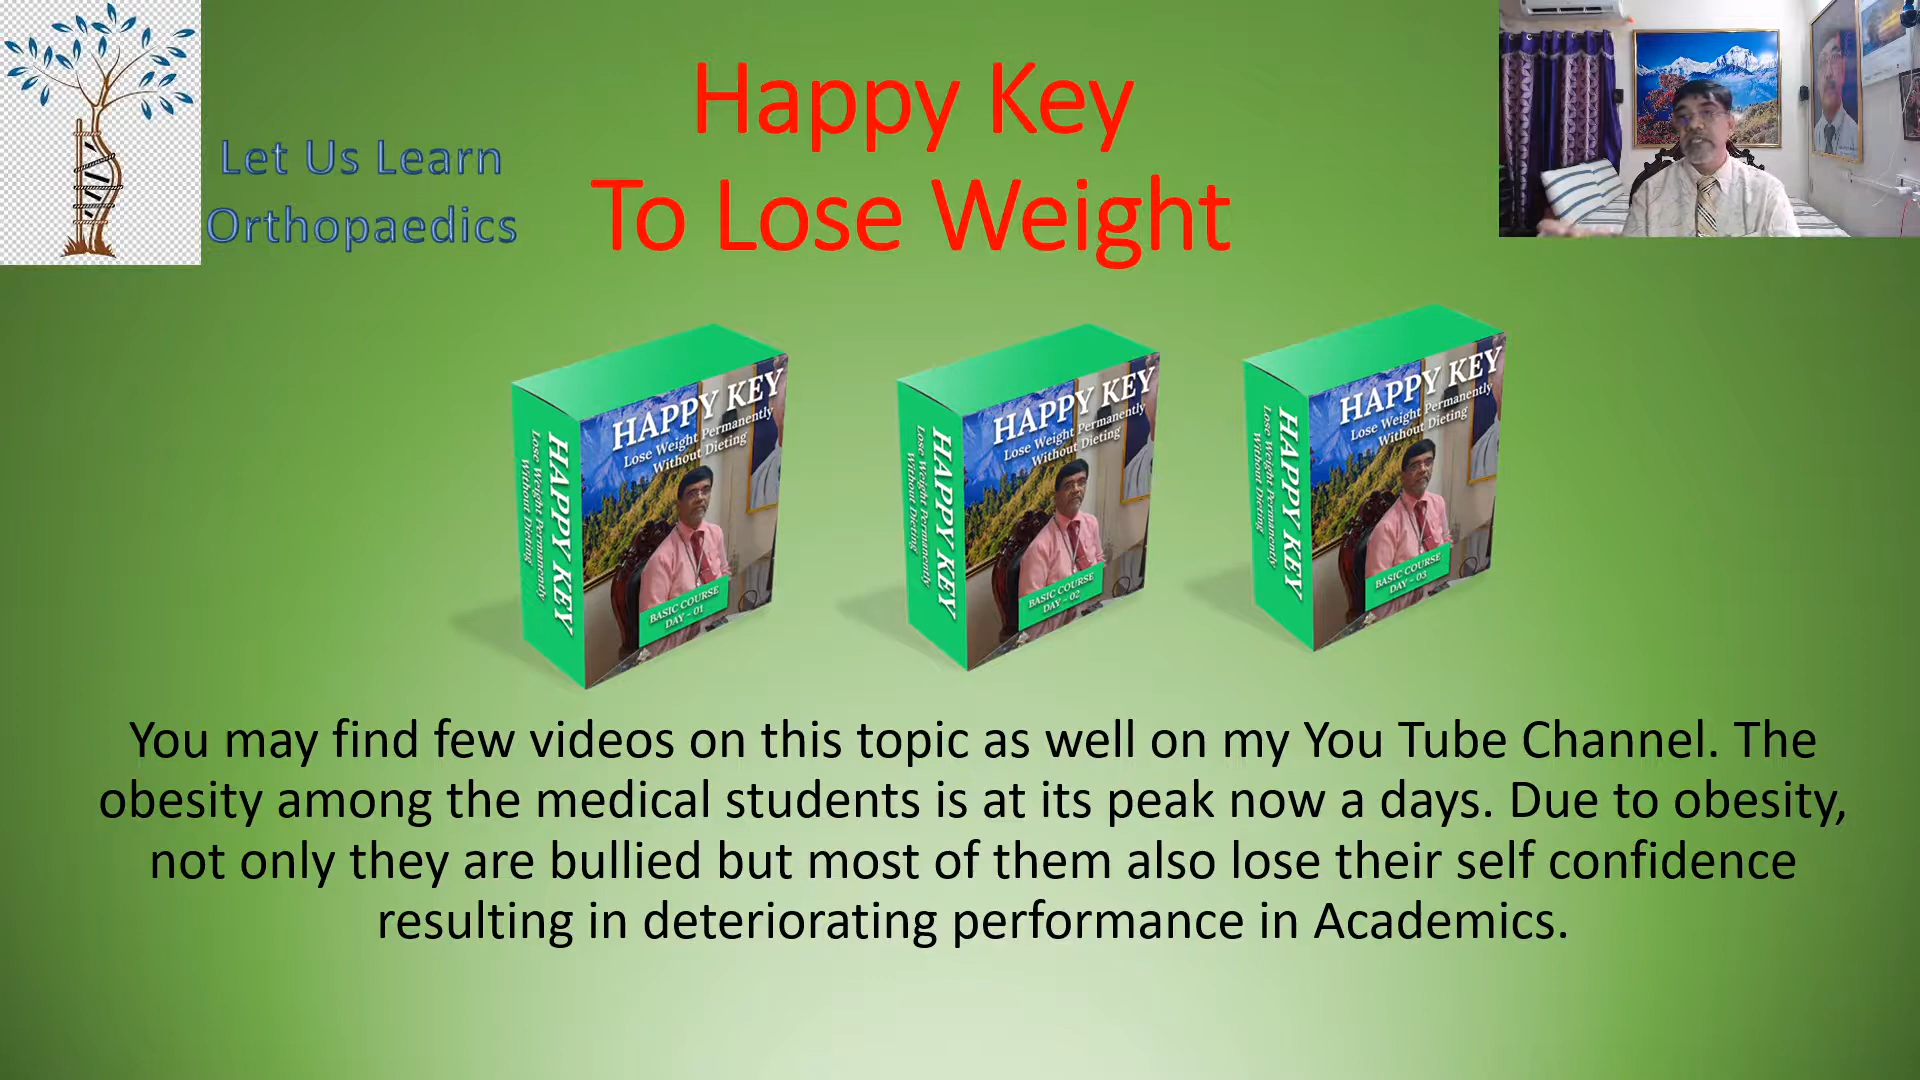 Let Us Learn
Orthopaedics
Happy Key
To Lose Weight
HAPPY KEY
Lose Weight Permanently
Without Dieting
HAPPY KEY
Lose Weight Permanently
Without Dieting
BASIC COURSE
DAY - 01
HAPPY KEY
Lose Weight Permanently
Without Dieting
HAPPY KEY
Lose Weight Permanently
Without Dieting
BASIC COURSE
DAY - 02
HAPPY KEY
Lose Weight Permanently
Without Dieting
HAPPY KEY
Lose Weight Permanently
Without Dieting
BASIC COURSE
DAY - 03
You may find few videos on this topic as well on my You Tube Channel. The
obesity among the medical students is at its peak now a days. Due to obesity,
not only they are bullied but most of them also lose their self confidence
resulting in deteriorating performance in Academics.